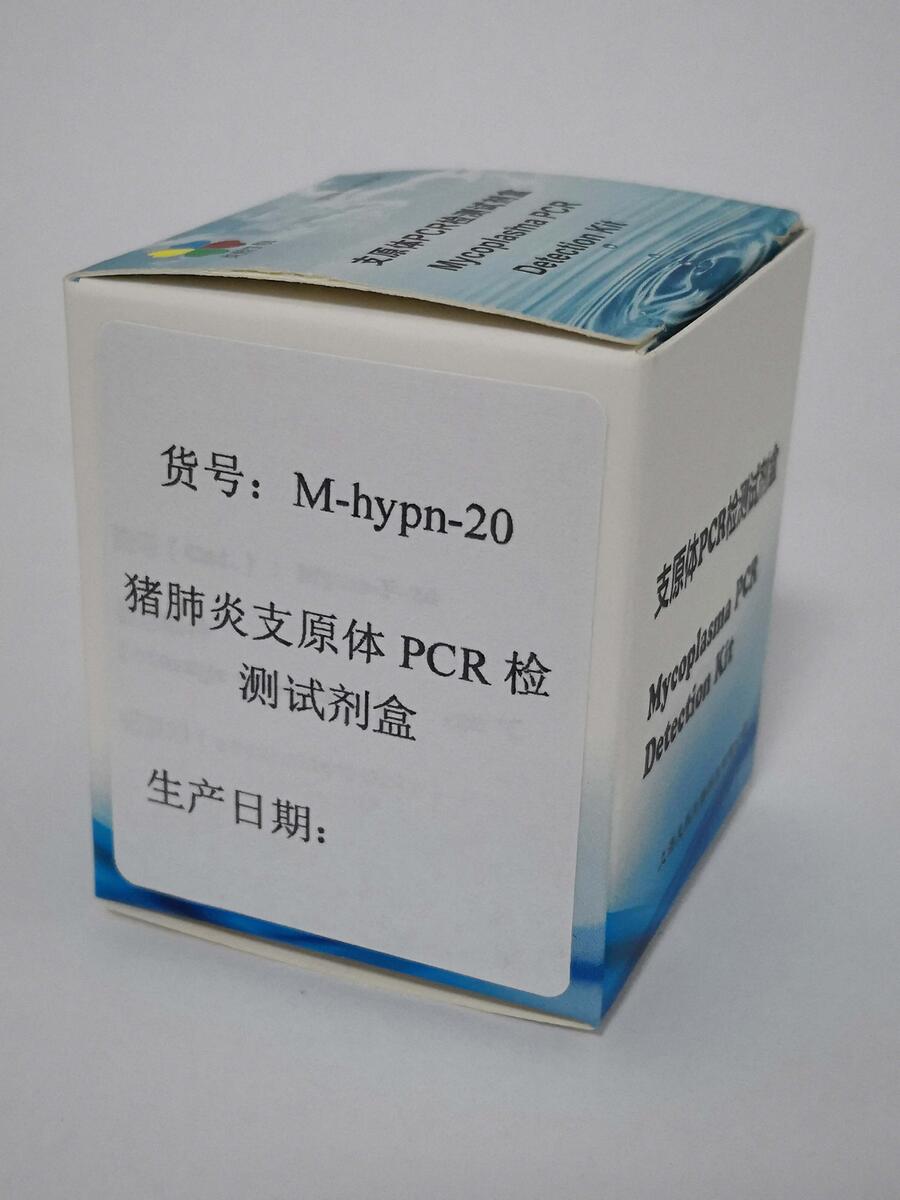 支原体PCR检测试剂盒
Mycoplasma PCR
Detection Kit
货号：M-hypn-20
猪肺炎支原体 PCR 检
测试剂盒
生产日期：
支原体PCR检测试剂盒
Mycoplasma PCR
Detection Kit